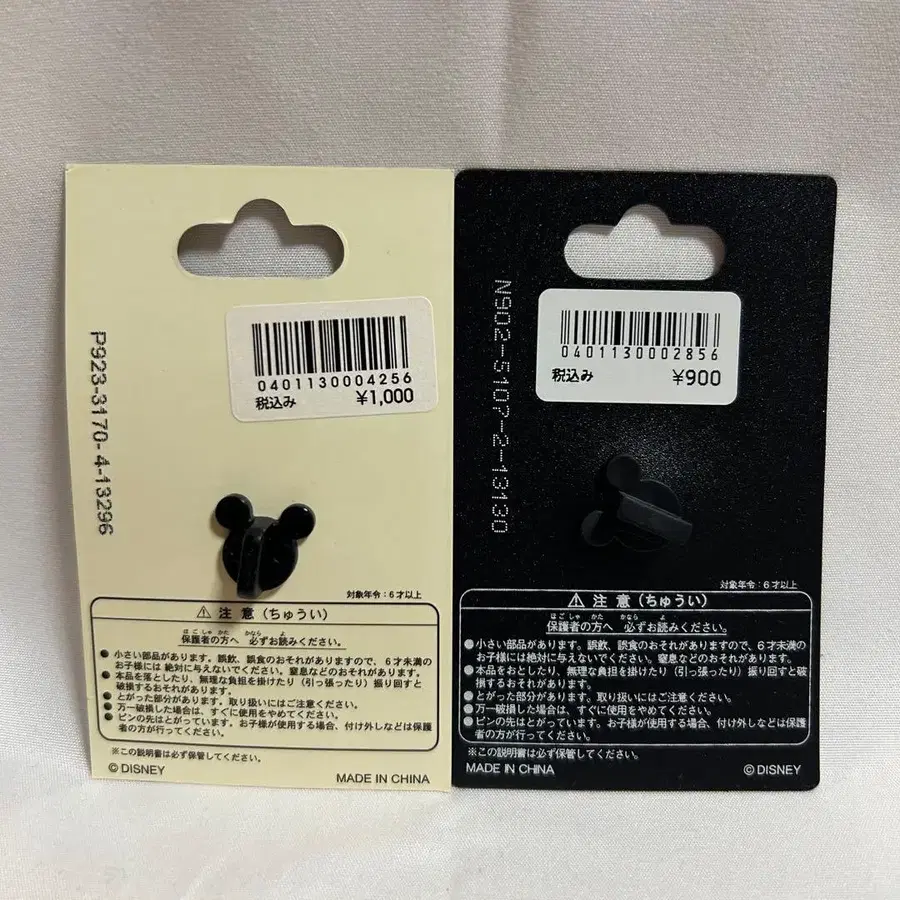 P923-3170-4-13296
0401130004256
税込み ¥1,000
対象年令：6才以上
⚠ 注 意 (ちゅうい)
ほごしゃ かた かなら よ
保護者の方へ 必ずお読みください。
● 小さい部品があります。誤飲、誤食のおそれがありますので、6才未満の
お子様には 絶対に与えないでください。窒息などのおそれがあります。
● 本品を落としたり、無理な負担を掛けたり（引っ張ったり）振り回すと
破損するおそれがあります。
● とがった部分があります。取り扱いにはご注意ください。
● 万一破損した場合は、すぐに使用をやめてください。
● ピンの先はとがっています。お子様が使用する場合、付け外しなどは保護
者の方が行ってください。
※この説明書は必ず保管してください。
© DISNEY MADE IN CHINA
N902-5107-2-13130
0401130002856
税込み ¥900
対象年令：6才以上
⚠ 注 意 (ちゅうい)
ほごしゃ かた かなら よ
保護者の方へ 必ずお読みください。
● 小さい部品があります。誤飲、誤食のおそれがありますので、6才未満の
お子様には絶対に与えないでください。窒息などのおそれがあります。
● 本品をおとしたり、無理な負担を掛けたり（引っ張ったり）振り回すと破
損するおそれがあります。
● とがった部分があります。取り扱いにはご注意ください。
● 万一破損した場合は、すぐに使用をやめてください。
● ピンの先はとがっています。お子様が使用する場合、付け外しなどは保護
者の方が行ってください。
※この説明書は必ず保管してください。
MADE IN CHINA © DISNEY